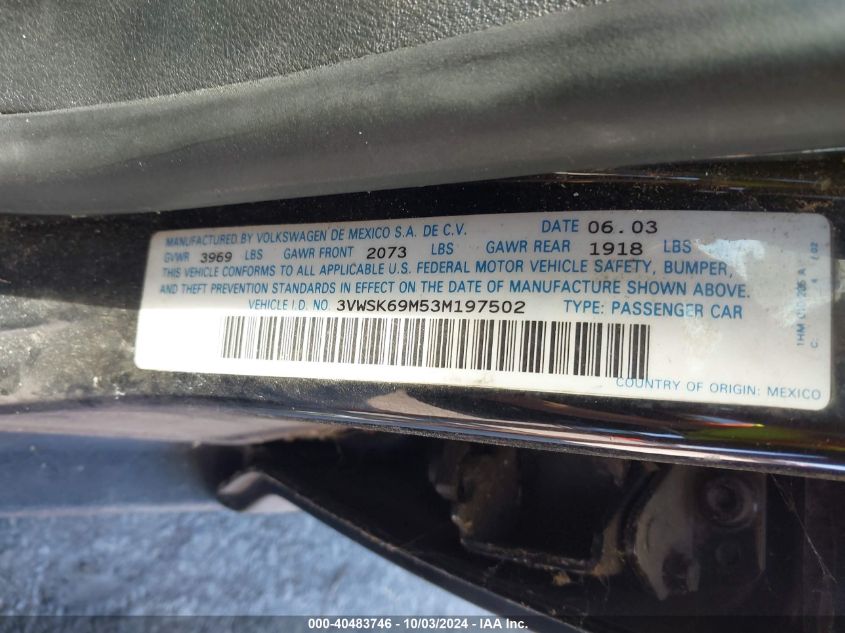 MANUFACTURED BY VOLKSWAGEN DE MEXICO S.A. DE C.V. DATE 06.03
GVWR 3969 LBS GAWR FRONT 2073 LBS GAWR REAR 1918 LBS
THIS VEHICLE CONFORMS TO ALL APPLICABLE U.S. FEDERAL MOTOR VEHICLE SAFETY, BUMPER,
AND THEFT PREVENTION STANDARDS IN EFFECT ON THE DATE OF MANUFACTURE SHOWN ABOVE.
VEHICLE I.D. NO. 3VWSK69M53M197502 TYPE: PASSENGER CAR
COUNTRY OF ORIGIN: MEXICO
1HM
C.
000-40483746 - 10/03/2024 - IAA Inc.